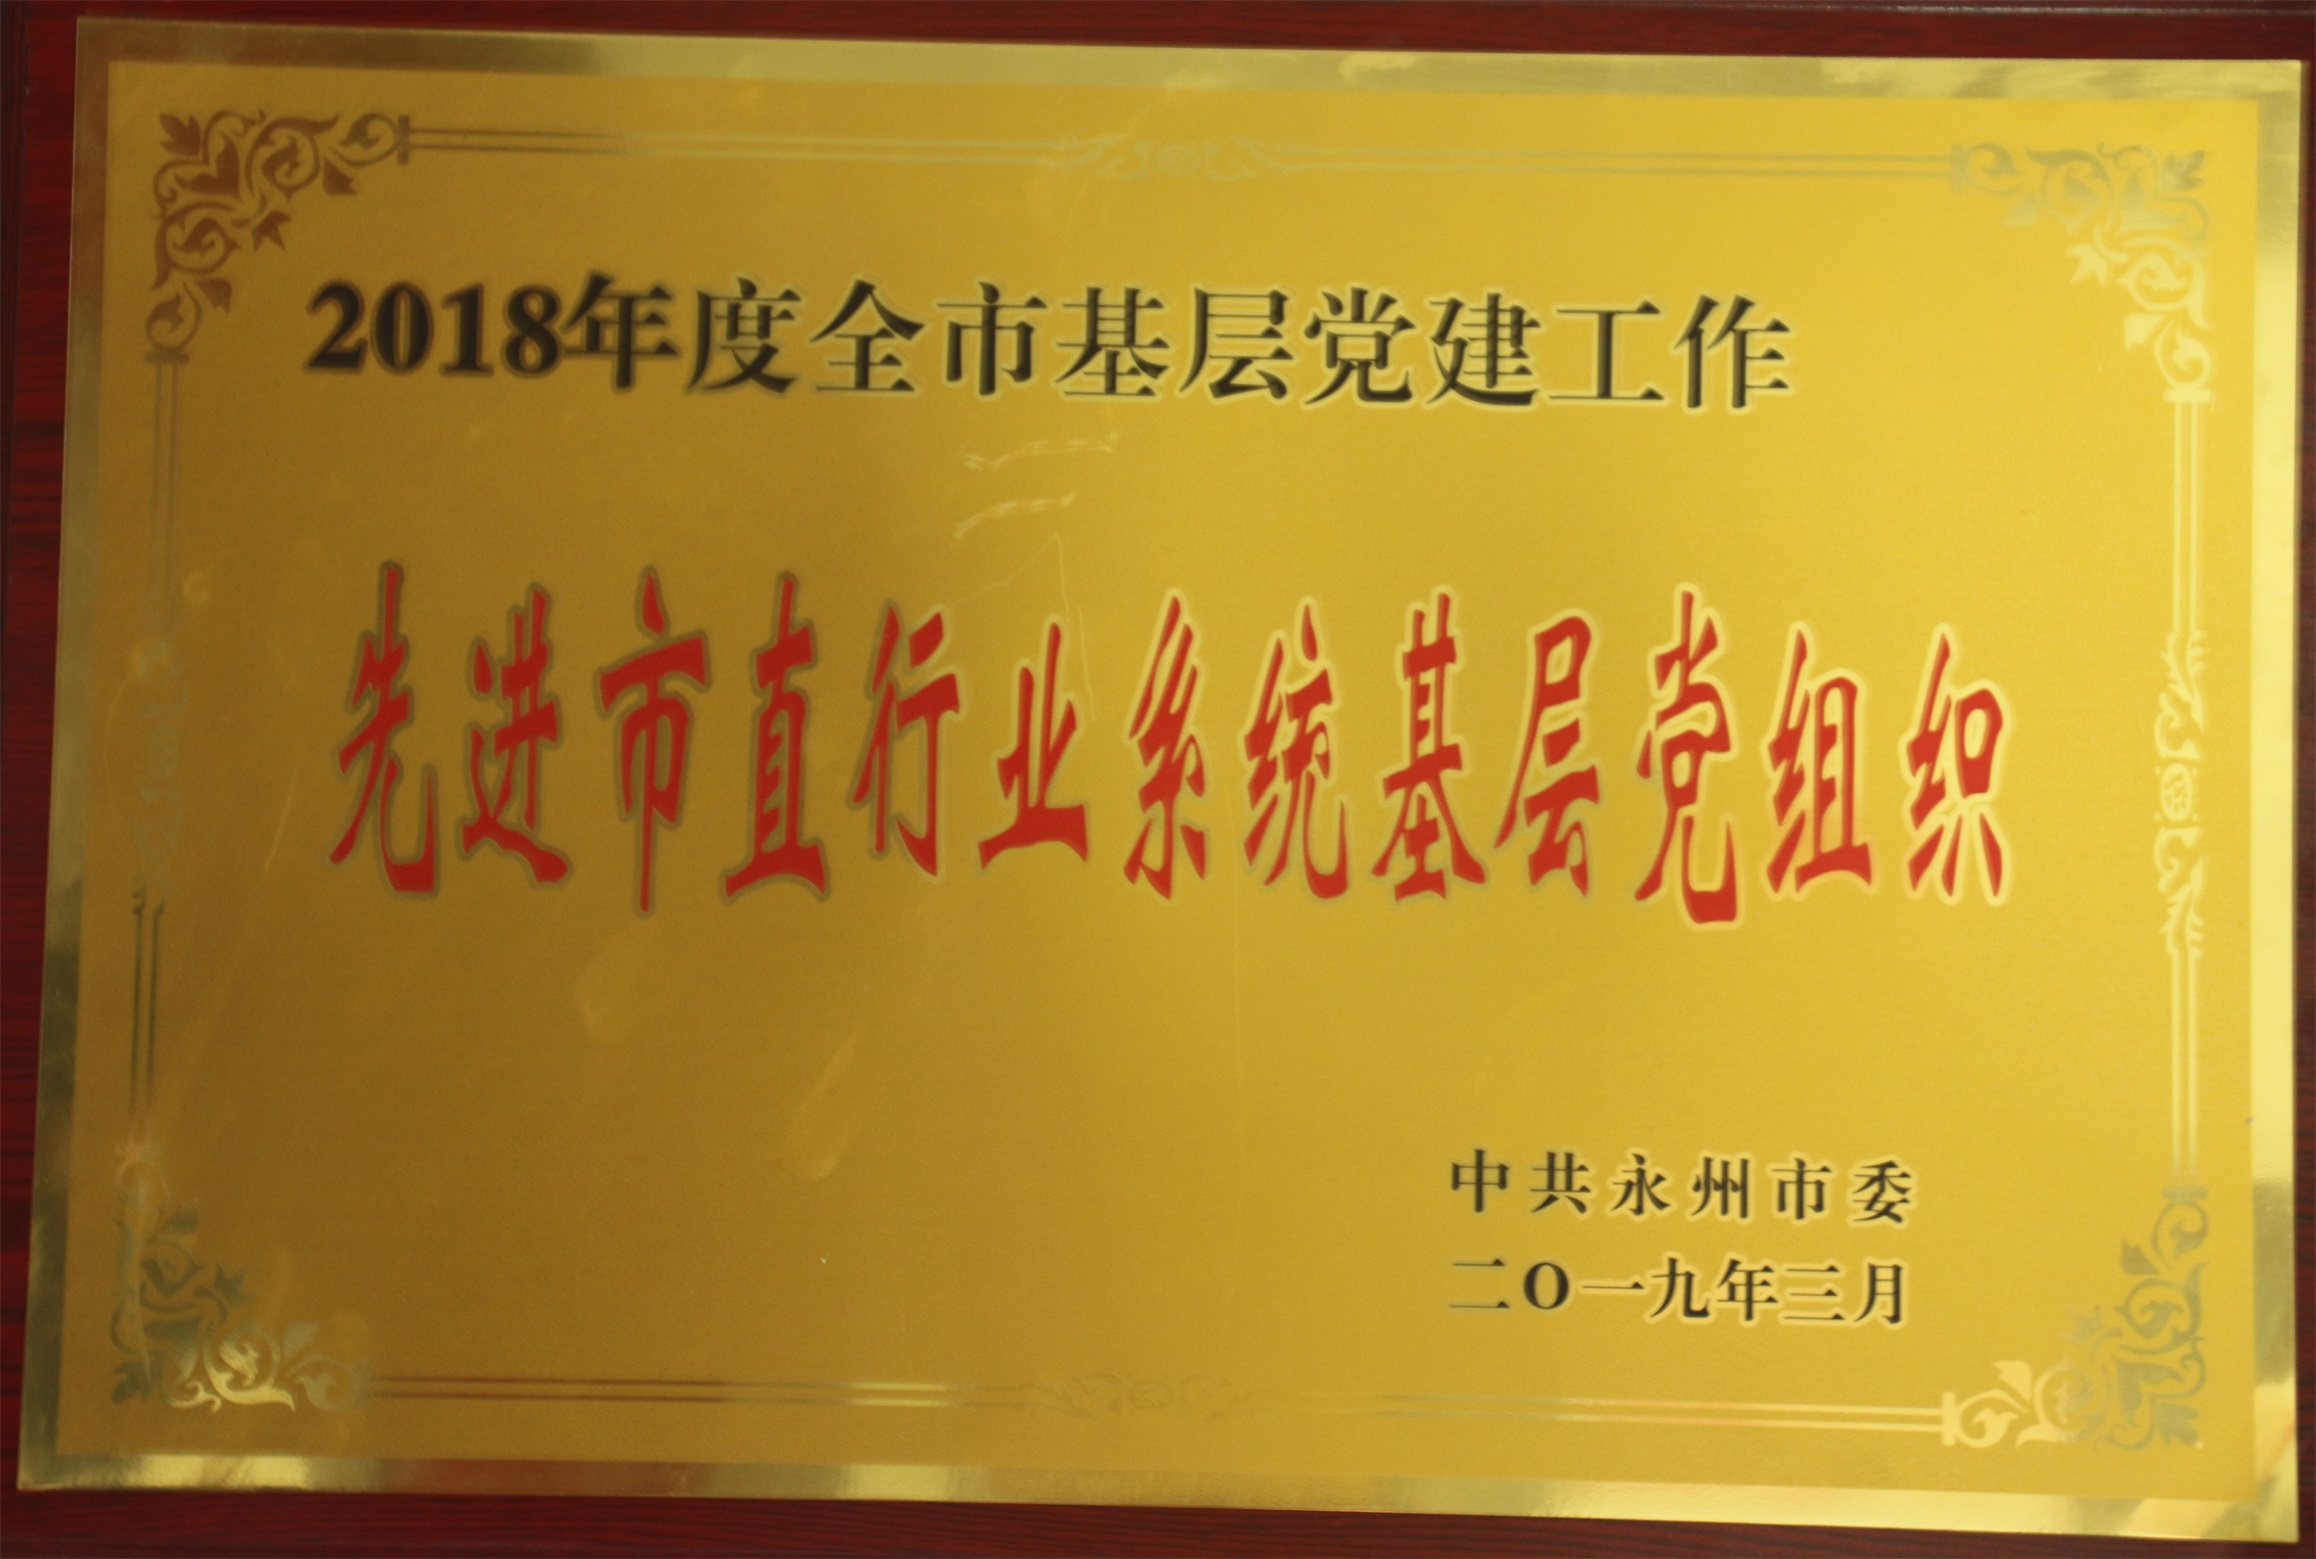 2018年度全市基层党建工作
先进市直行业系统基层党组织
中共永州市委
二〇一九年三月